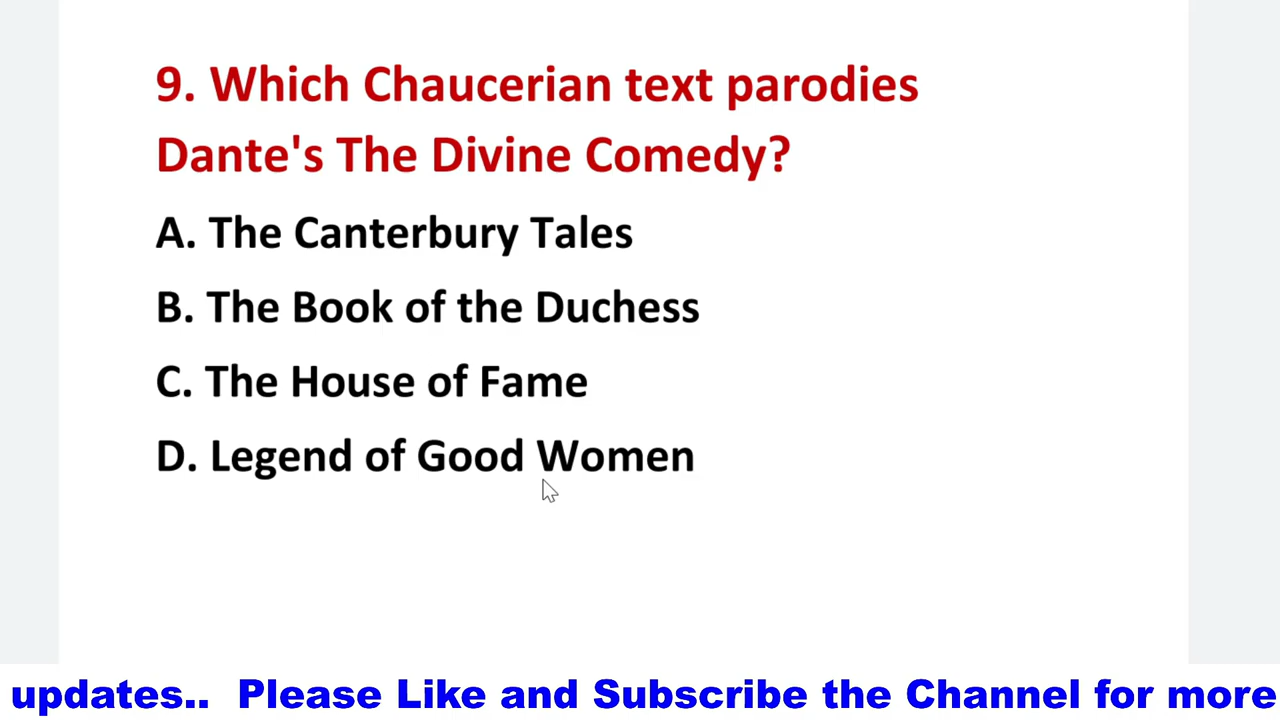 9. Which Chaucerian text parodies
Dante's The Divine Comedy?
A. The Canterbury Tales
B. The Book of the Duchess
C. The House of Fame
D. Legend of Good Women
updates.. Please Like and Subscribe the Channel for more